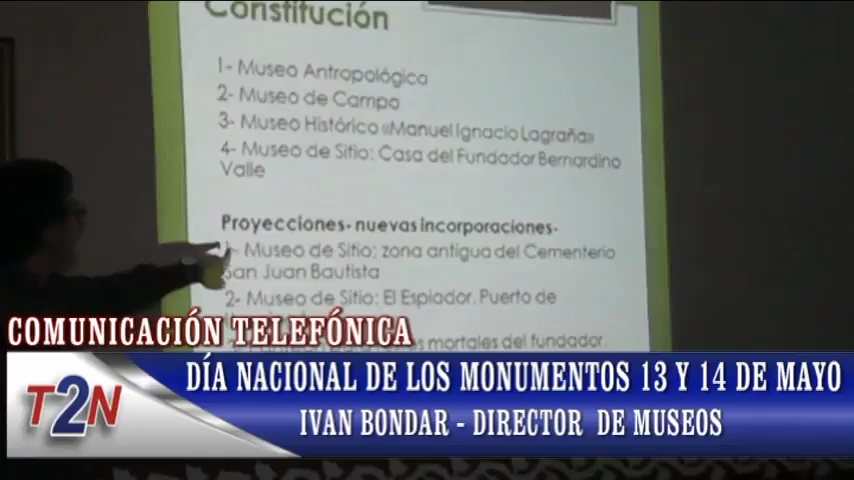 Constitución
1- Museo Antropológico
2- Museo de Campo
3- Museo Histórico «Manuel Ignacio Lagraña»
4- Museo de Sitio: Casa del Fundador Bernardino
Valle
Proyecciones- nuevas incorporaciones-
1- Museo de Sitio: zona antigua del Cementerio
San Juan Bautista
2- Museo de Sitio: El Espiador. Puerto de
mortales del fundador.
COMUNICACIÓN TELEFÓNICA
DÍA NACIONAL DE LOS MONUMENTOS 13 Y 14 DE MAYO
T2N
IVAN BONDAR - DIRECTOR DE MUSEOS